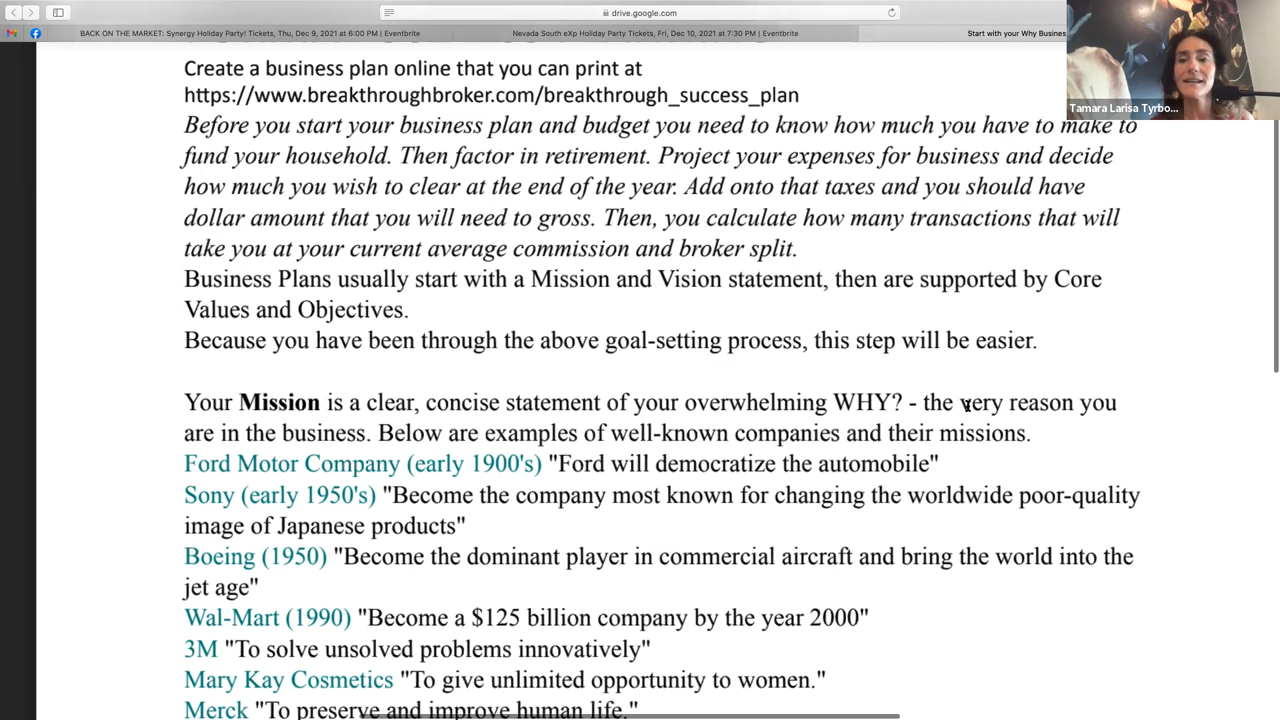 drive.google.com
BACK ON THE MARKET: Synergy Holiday Party! Tickets, Thu, Dec 9, 2021 at 6:00 PM | Eventbrite
Nevada South eXp Holiday Party Tickets, Fri, Dec 10, 2021 at 7:30 PM | Eventbrite
Start with your Why Busines
Tamara Larisa Tyrbo...
Create a business plan online that you can print at
https://www.breakthroughbroker.com/breakthrough_success_plan
Before you start your business plan and budget you need to know how much you have to make to
fund your household. Then factor in retirement. Project your expenses for business and decide
how much you wish to clear at the end of the year. Add onto that taxes and you should have
dollar amount that you will need to gross. Then, you calculate how many transactions that will
take you at your current average commission and broker split.
Business Plans usually start with a Mission and Vision statement, then are supported by Core
Values and Objectives.
Because you have been through the above goal-setting process, this step will be easier.
Your Mission is a clear, concise statement of your overwhelming WHY? - the very reason you
are in the business. Below are examples of well-known companies and their missions.
Ford Motor Company (early 1900's) "Ford will democratize the automobile"
Sony (early 1950's) "Become the company most known for changing the worldwide poor-quality
image of Japanese products"
Boeing (1950) "Become the dominant player in commercial aircraft and bring the world into the
jet age"
Wal-Mart (1990) "Become a $125 billion company by the year 2000"
3M "To solve unsolved problems innovatively"
Mary Kay Cosmetics "To give unlimited opportunity to women."
Merck "To preserve and improve human life."